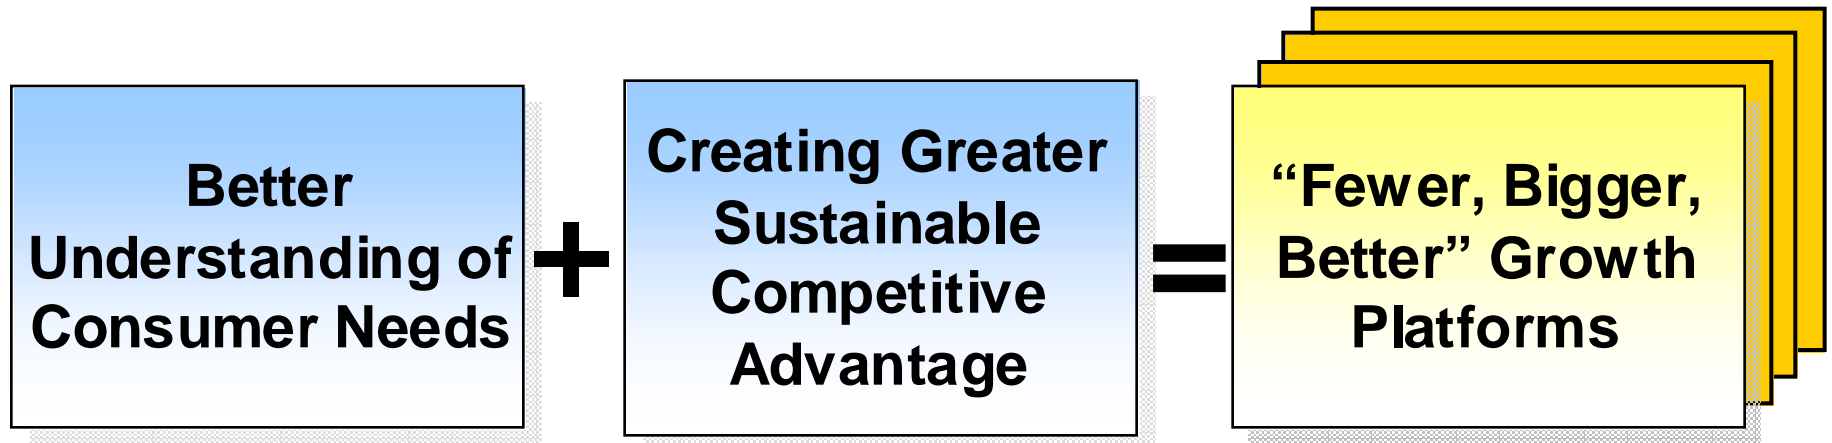 Better
Understanding of
Consumer Needs
+
Creating Greater
Sustainable
Competitive
Advantage
=
“Fewer, Bigger,
Better” Growth
Platforms